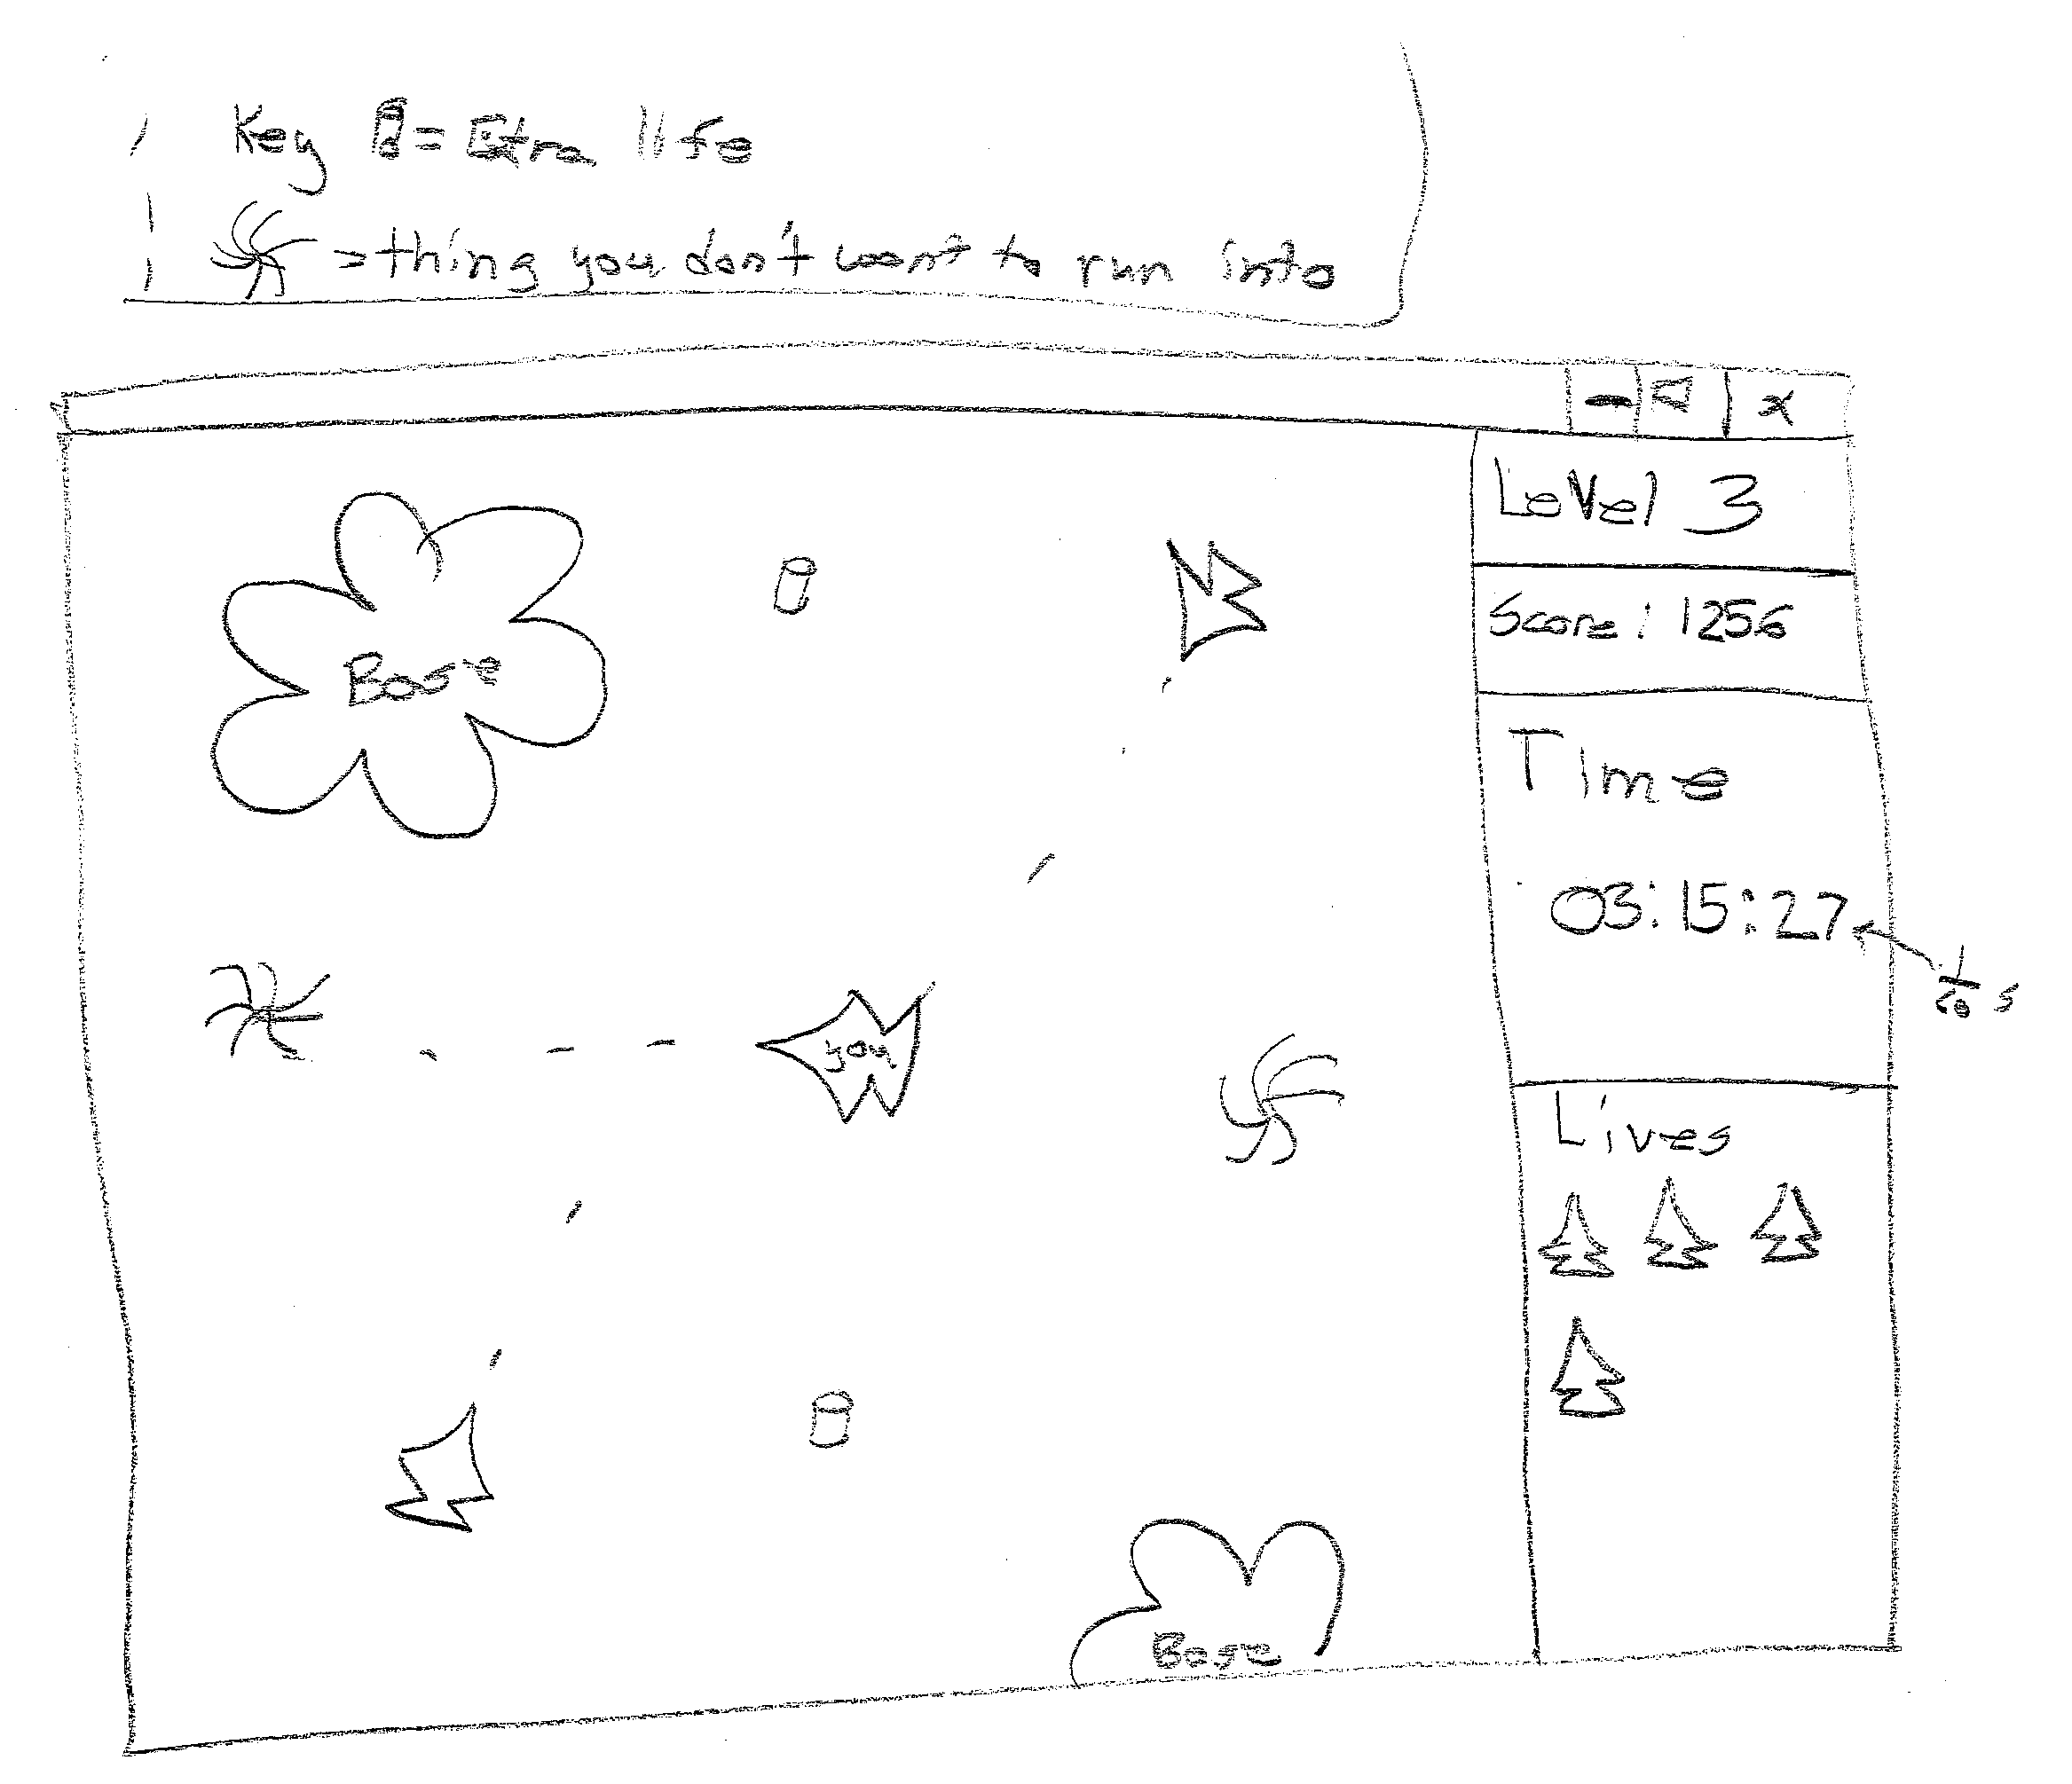 Key = Extra life
= thing you don't want to run into
- x
Level 3
Score: 1256
Base
Time
03:15:27
1/60 s
you
Lives
Base